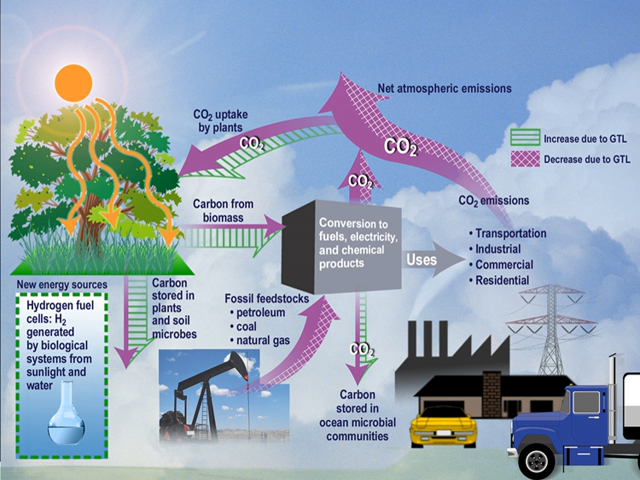 Net atmospheric emissions
CO2 uptake
by plants
CO2
CO2
Increase due to GTL
Decrease due to GTL
CO2
CO2 emissions
Carbon from
biomass
Conversion to
fuels, electricity,
and chemical
products
Uses
• Transportation
• Industrial
• Commercial
• Residential
New energy sources
Hydrogen fuel
cells: H2
generated
by biological
systems from
sunlight and
water
Carbon
stored in
plants
and soil
microbes
Fossil feedstocks
• petroleum
• coal
• natural gas
CO2
Carbon
stored in
ocean microbial
communities